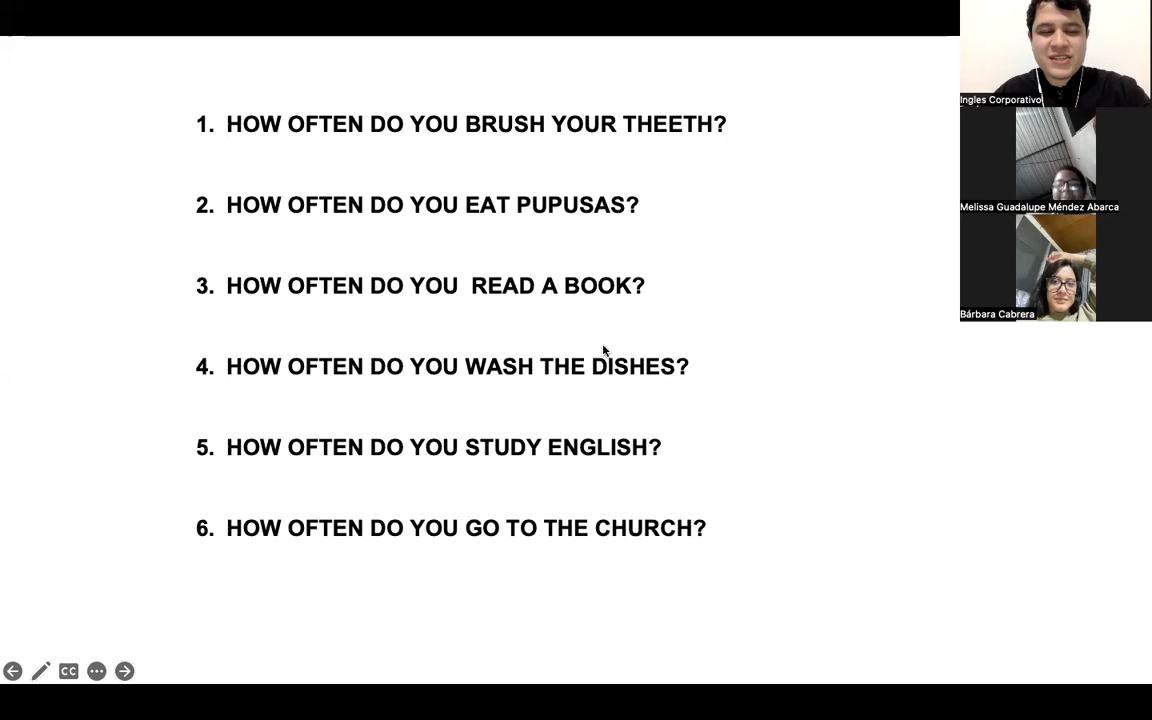 1. HOW OFTEN DO YOU BRUSH YOUR THEETH?
2. HOW OFTEN DO YOU EAT PUPUSAS?
3. HOW OFTEN DO YOU  READ A BOOK?
4. HOW OFTEN DO YOU WASH THE DISHES?
5. HOW OFTEN DO YOU STUDY ENGLISH?
6. HOW OFTEN DO YOU GO TO THE CHURCH?
Ingles Corporativo
Melissa Guadalupe Méndez Abarca
Bárbara Cabrera
CC